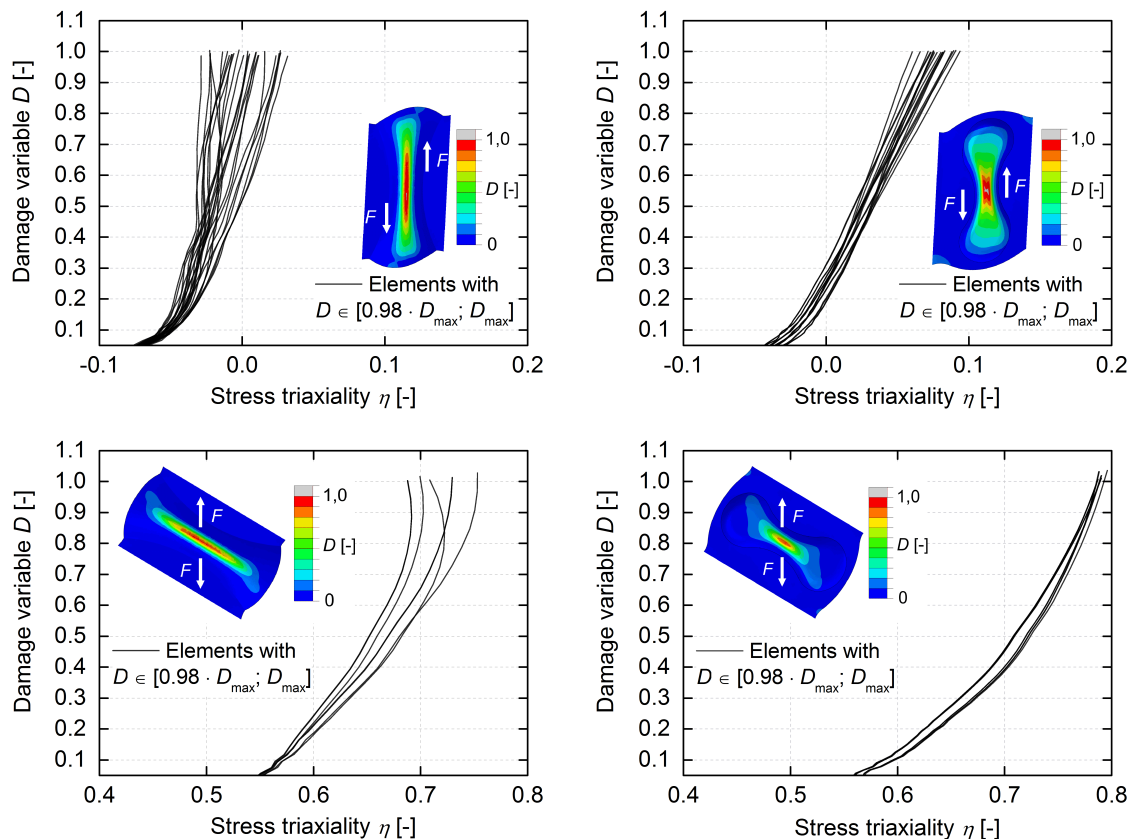 1.1
1.0
0.9
0.8
0.7
0.6
0.5
0.4
0.3
0.2
0.1
Damage variable D [-]
F
F
1,0
D [-]
0
Elements with
D ∈ [0.98 · Dmax; Dmax]
-0.1 0.0 0.1 0.2
Stress triaxiality η [-]
1.1
1.0
0.9
0.8
0.7
0.6
0.5
0.4
0.3
0.2
0.1
Damage variable D [-]
F
F
1,0
D [-]
0
Elements with
D ∈ [0.98 · Dmax; Dmax]
-0.1 0.0 0.1 0.2
Stress triaxiality η [-]
1.1
1.0
0.9
0.8
0.7
0.6
0.5
0.4
0.3
0.2
0.1
Damage variable D [-]
F
F
1,0
D [-]
0
Elements with
D ∈ [0.98 · Dmax; Dmax]
0.4 0.5 0.6 0.7 0.8
Stress triaxiality η [-]
1.1
1.0
0.9
0.8
0.7
0.6
0.5
0.4
0.3
0.2
0.1
Damage variable D [-]
F
F
1,0
D [-]
0
Elements with
D ∈ [0.98 · Dmax; Dmax]
0.4 0.5 0.6 0.7 0.8
Stress triaxiality η [-]